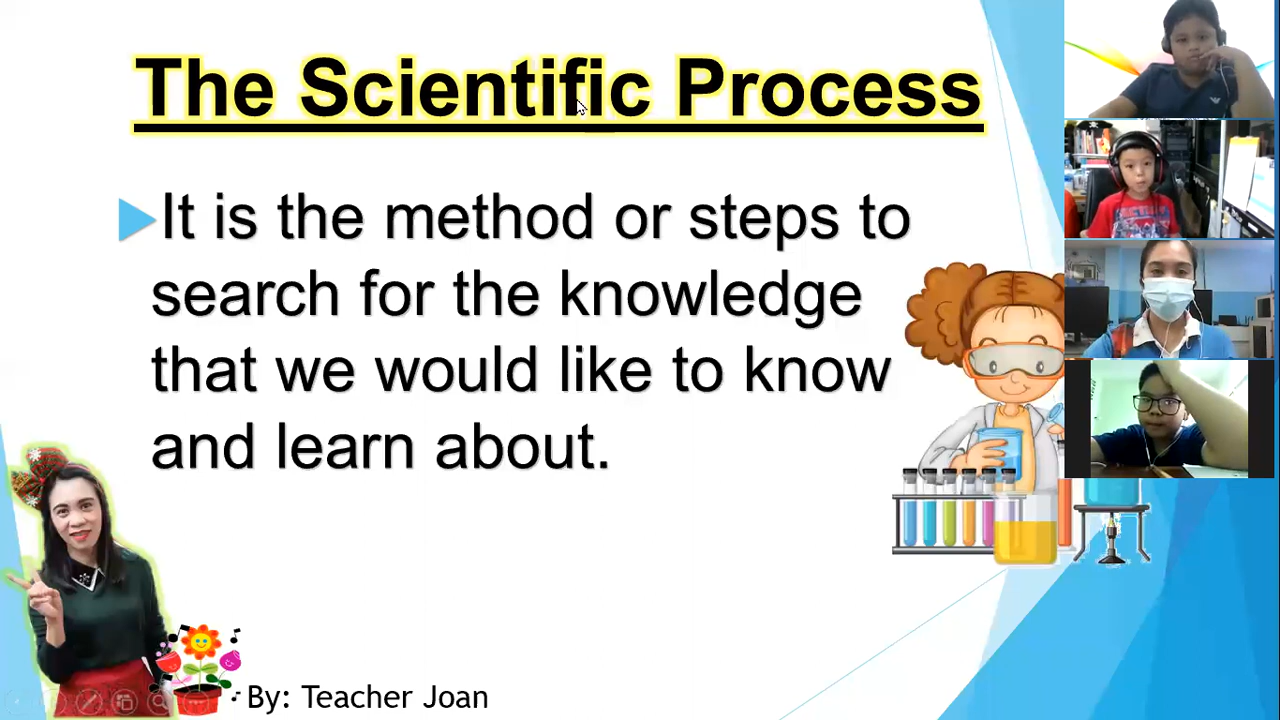 The Scientific Process
It is the method or steps to
search for the knowledge
that we would like to know
and learn about.
By: Teacher Joan